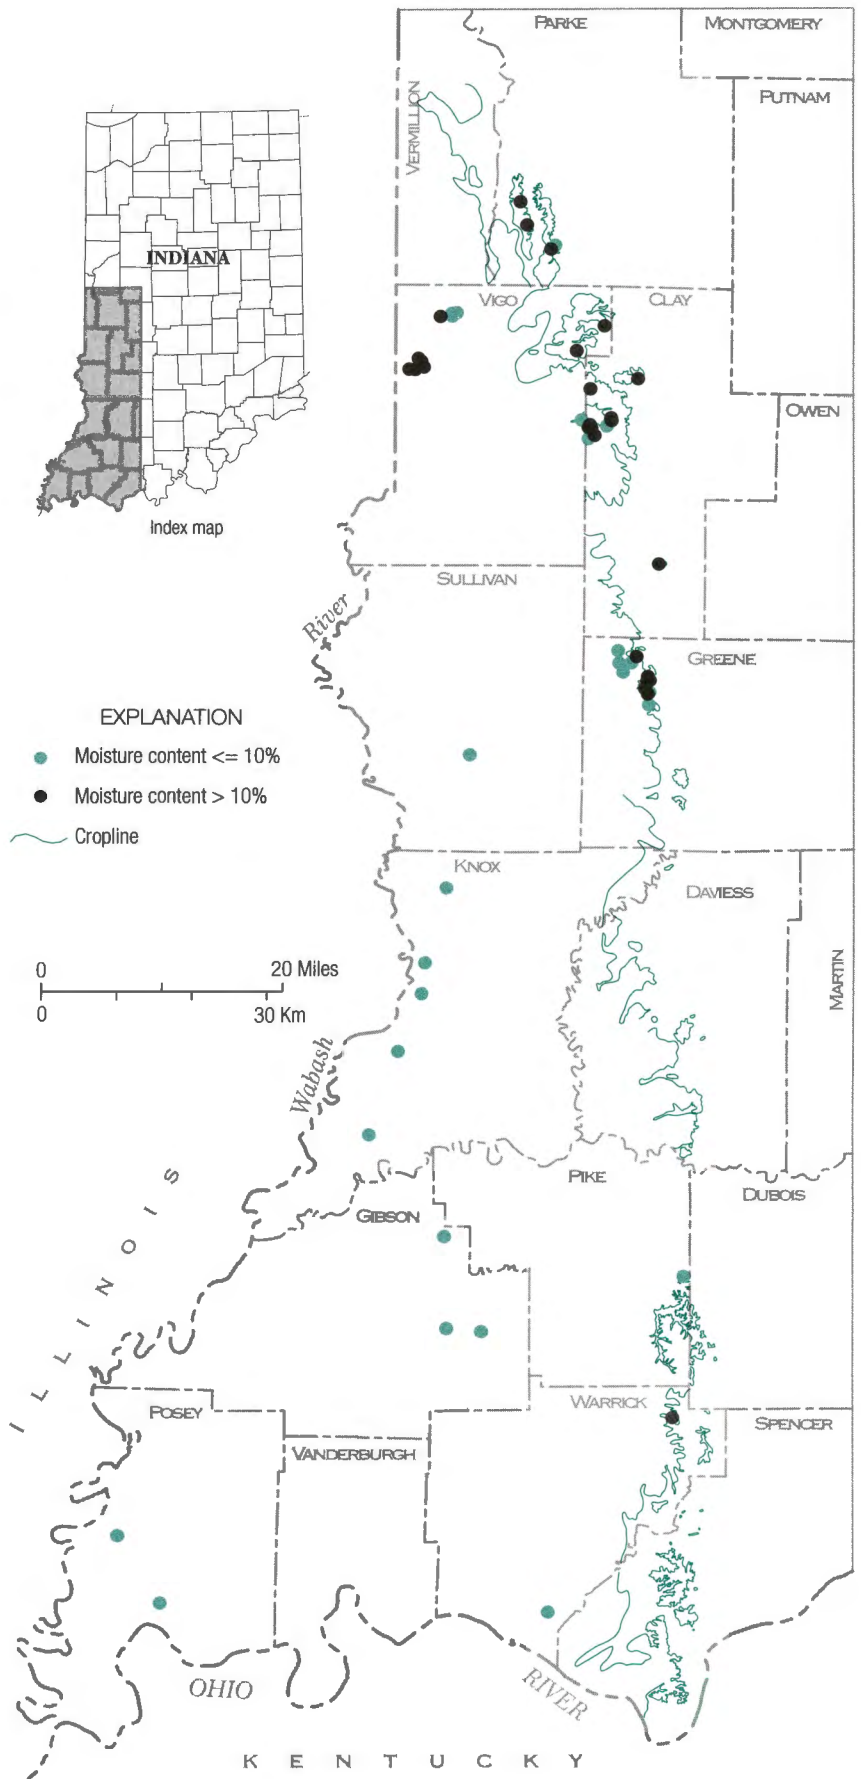 PARKE
MONTGOMERY
VERMILLION
PUTNAM
INDIANA
Index map
VIGO
CLAY
OWEN
SULLIVAN
River
GREENE
EXPLANATION
Moisture content <= 10%
Moisture content > 10%
Cropline
KNOX
DAVIESS
MARTIN
0 20 Miles
0 30 Km
Wabash
ILLINOIS
PIKE
DUBOIS
GIBSON
POSEY
WARRICK
SPENCER
VANDERBURGH
OHIO
RIVER
KENTUCKY